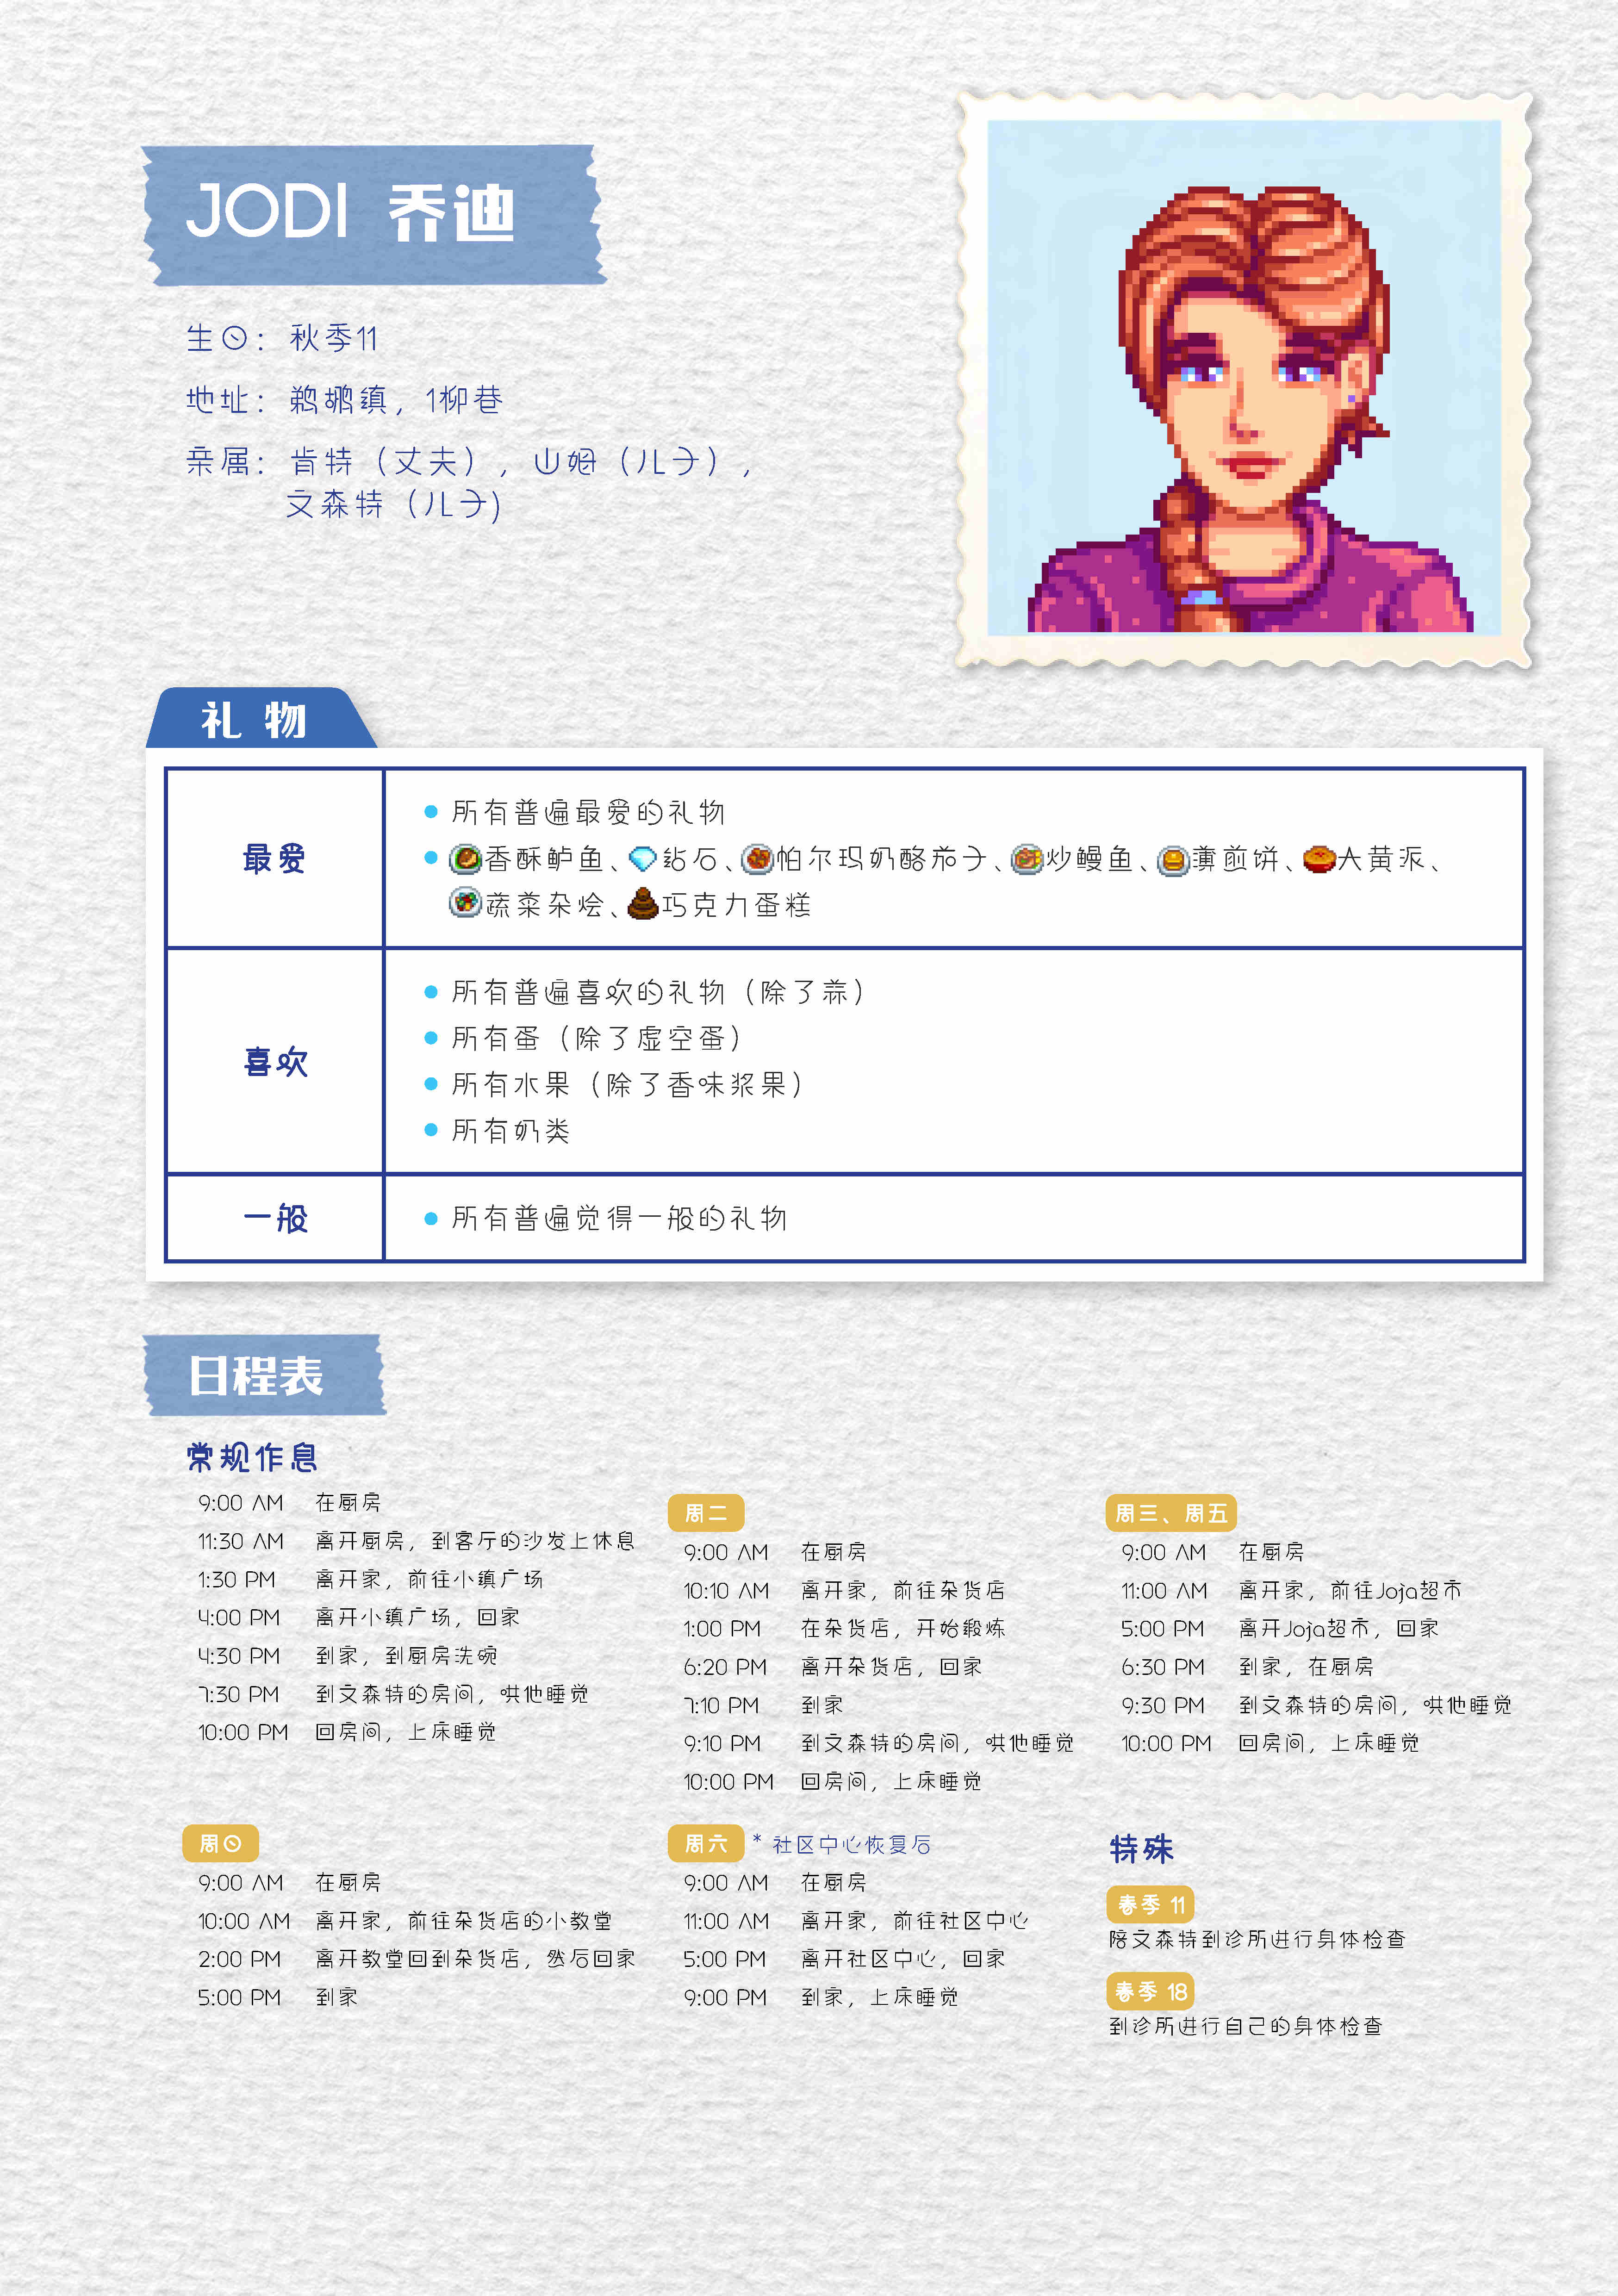 JODI 乔迪
生日： 秋季11
地址： 鹈鹕镇，1柳巷
亲属： 肯特（丈夫），山姆（儿子），
文森特（儿子)
礼 物
最爱
所有普遍最爱的礼物
香酥鲈鱼、钻石、帕尔玛奶酪茄子、炒鳗鱼、薄煎饼、大黄派、
蔬菜杂烩、巧克力蛋糕
喜欢
所有普遍喜欢的礼物（除了蒜）
所有蛋（除了虚空蛋）
所有水果（除了香味浆果）
所有奶类
一般
所有普遍觉得一般的礼物
日程表
常规作息
9:00 AM 在厨房
11:30 AM 离开厨房，到客厅的沙发上休息
1:30 PM 离开家，前往小镇广场
4:00 PM 离开小镇广场，回家
4:30 PM 到家，到厨房洗碗
7:30 PM 到文森特的房间，哄他睡觉
10:00 PM 回房间，上床睡觉
周二
9:00 AM 在厨房
10:10 AM 离开家，前往杂货店
1:00 PM 在杂货店，开始锻炼
6:20 PM 离开杂货店，回家
7:10 PM 到家
9:10 PM 到文森特的房间，哄他睡觉
10:00 PM 回房间，上床睡觉
周三、周五
9:00 AM 在厨房
11:00 AM 离开家，前往Joja超市
5:00 PM 离开Joja超市，回家
6:30 PM 到家，在厨房
9:30 PM 到文森特的房间，哄他睡觉
10:00 PM 回房间，上床睡觉
周日
9:00 AM 在厨房
10:00 AM 离开家，前往杂货店的小教堂
2:00 PM 离开教堂回到杂货店，然后回家
5:00 PM 到家
周六 * 社区中心恢复后
9:00 AM 在厨房
11:00 AM 离开家，前往社区中心
5:00 PM 离开社区中心，回家
9:00 PM 到家，上床睡觉
特殊
春季 11
陪文森特到诊所进行身体检查
春季 18
到诊所进行自己的身体检查